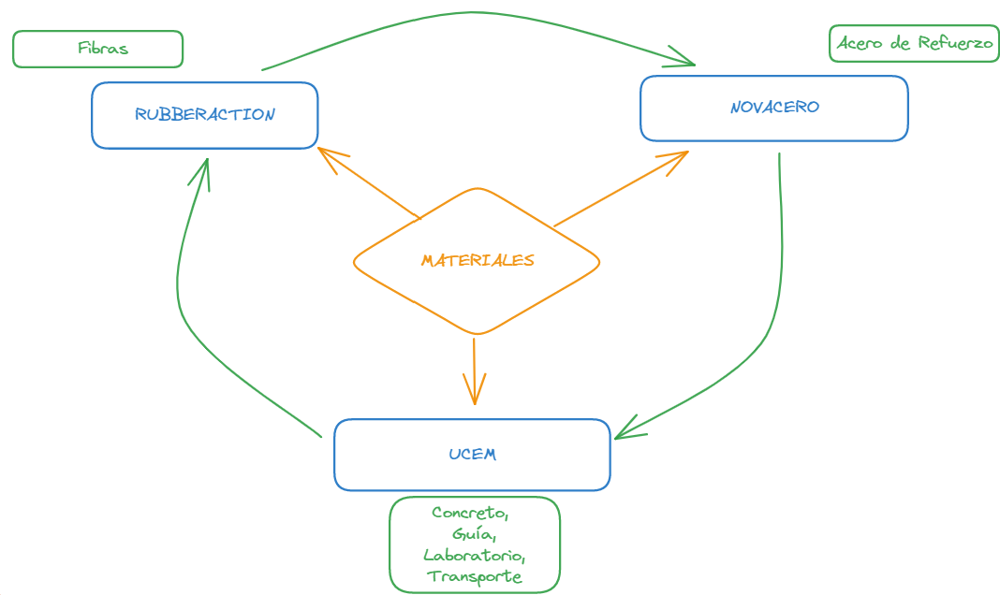 Fibras
Acero de Refuerzo
RUBBERACTION
NOVACERO
MATERIALES
UCEM
Concreto,
Guía,
Laboratorio,
Transporte